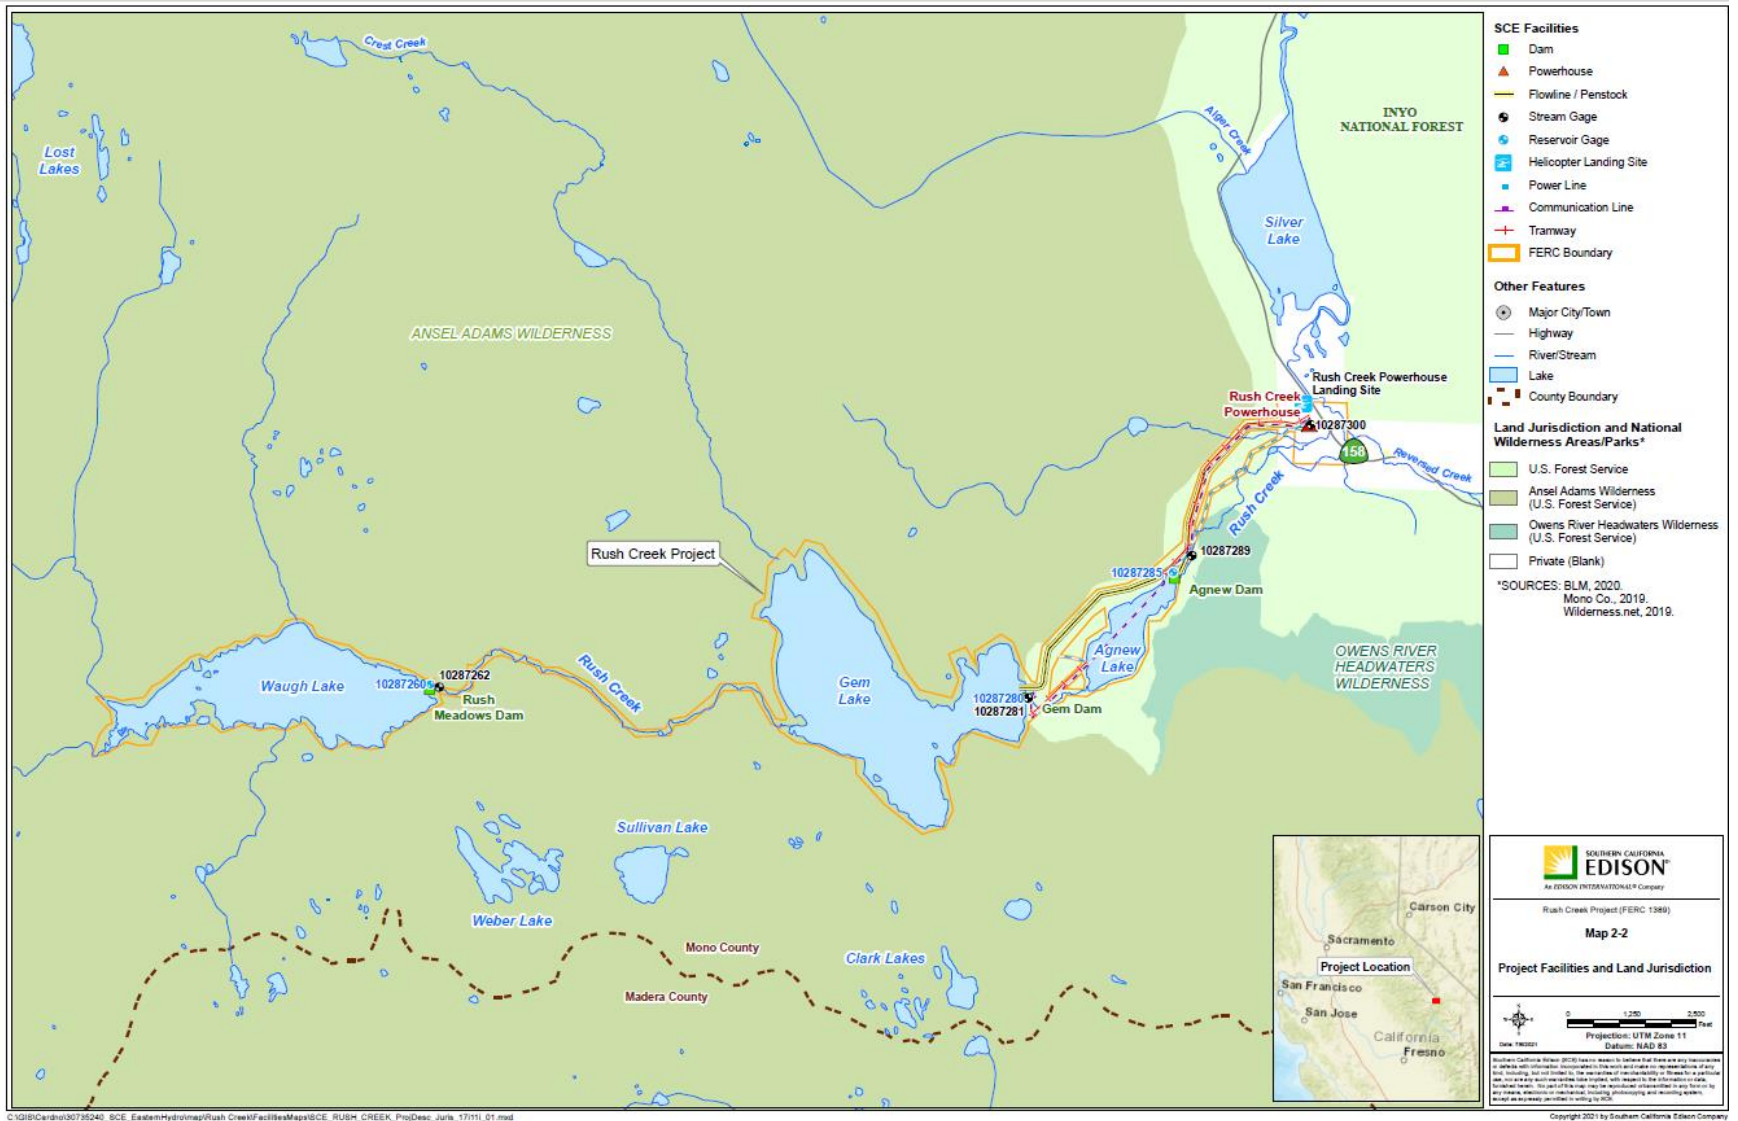 Crest Creek
Lost
Lakes
Alger Creek
INYO
NATIONAL FOREST
Silver
Lake
ANSEL ADAMS WILDERNESS
Rush Creek Powerhouse
Landing Site
Rush Creek
Powerhouse
10287300
158
Reversed Creek
Rush Creek
10287289
10287285
Agnew Dam
Rush Creek Project
Agnew
Lake
OWENS RIVER
HEADWATERS
WILDERNESS
Waugh Lake
10287260
10287262
Rush
Meadows Dam
Rush Creek
Gem
Lake
10287280
10287281
Gem Dam
Sullivan Lake
Weber Lake
Clark Lakes
Mono County
Madera County
SCE Facilities
Dam
Powerhouse
Flowline / Penstock
Stream Gage
Reservoir Gage
Helicopter Landing Site
Power Line
Communication Line
Tramway
FERC Boundary
Other Features
Major City/Town
Highway
River/Stream
Lake
County Boundary
Land Jurisdiction and National
Wilderness Areas/Parks*
U.S. Forest Service
Ansel Adams Wilderness
(U.S. Forest Service)
Owens River Headwaters Wilderness
(U.S. Forest Service)
Private (Blank)
*SOURCES: BLM, 2020.
Mono Co., 2019.
Wilderness.net, 2019.
Carson City
Sacramento
Project Location
San Francisco
San Jose
California
Fresno
SOUTHERN CALIFORNIA
EDISON®
An EDISON INTERNATIONAL® Company
Rush Creek Project (FERC 1389)
Map 2-2
Project Facilities and Land Jurisdiction
0 1,250 2,500
Feet
Projection: UTM Zone 11
Datum: NAD 83
Copyright 2021 by Southern California Edison Company